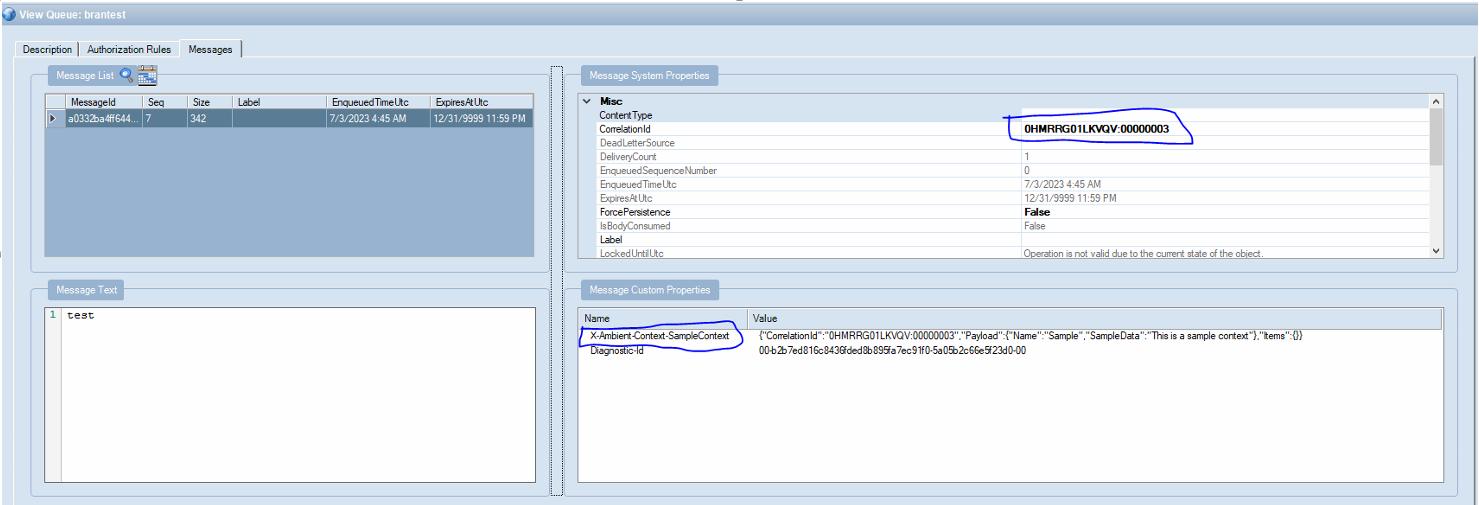 View Queue: brantest
Description Authorization Rules Messages
Message List
MessageId Seq Size Label EnqueuedTimeUtc ExpiresAtUtc
a0332ba4ff644... 7 342 7/3/2023 4:45 AM 12/31/9999 11:59 PM
Message System Properties
Misc
ContentType
CorrelationId 0HMRRG01LKVQV:00000003
DeadLetterSource
DeliveryCount 1
EnqueuedSequenceNumber 0
EnqueuedTimeUtc 7/3/2023 4:45 AM
ExpiresAtUtc 12/31/9999 11:59 PM
ForcePersistence False
IsBodyConsumed False
Label
LockedUntilUtc Operation is not valid due to the current state of the object.
Message Text
1 test
Message Custom Properties
Name Value
X-Ambient-Context-SampleContext {"CorrelationId":"0HMRRG01LKVQV:00000003","Payload":{"Name":"Sample","SampleData":"This is a sample context"},"Items":{}}
Diagnostic-Id 00-b2b7ed816c8436fded8b895fa7ec91f0-5a05b2c66e5f23d0-00